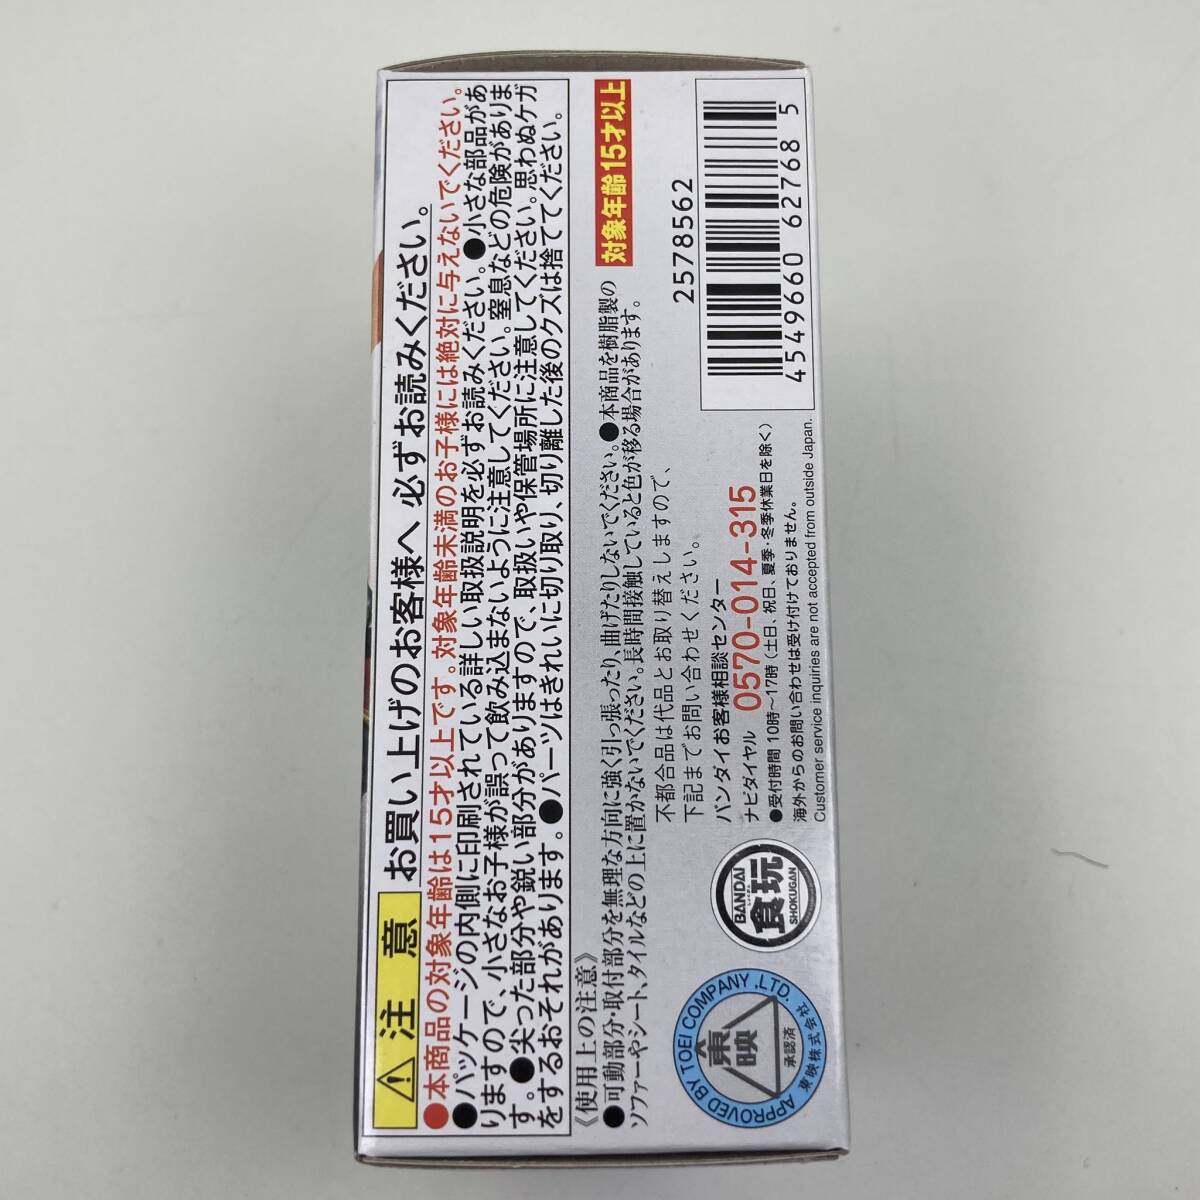 注意
お買い上げのお客様へ 必ずお読みください。
●本商品の対象年齢は15才以上です。対象年齢未満のお子様には絶対に与えないでください。
●パッケージの内側に印刷されている詳しい取扱説明を必ずお読みください。●小さな部品があ
りますので、小さなお子様が誤って飲み込まないように注意してください。窒息などの危険がありま
す。●尖った部分や鋭い部分がありますので、取扱いや保管場所に注意してください。思わぬケガ
をするおそれがあります。●パーツはきれいに切り取り、切り離した後のクズは捨ててください。
《使用上の注意》
●可動部分・取付部分を無理な方向に強く引っ張ったり、曲げたりしないでください。●本商品を樹脂製の
ソファーやシート、タイルなどの上に置かないでください。長時間接触していると色が移る場合があります。
対象年齢15才以上
不都合品は代品とお取り替えしますので、
下記までお問い合わせください。
バンダイお客様相談センター
ナビダイヤル 0570-014-315
●受付時間 10時〜17時（土日、祝日、夏季・冬季休業日を除く）
海外からのお問い合わせは受け付けておりません。
Customer service inquiries are not accepted from outside Japan.
2578562
4549660 62768 5
BANDAI
しょくがん
食玩
SHOKUGAN
APPROVED BY TOEI COMPANY ,LTD.
東映
承認済
東映株式会社